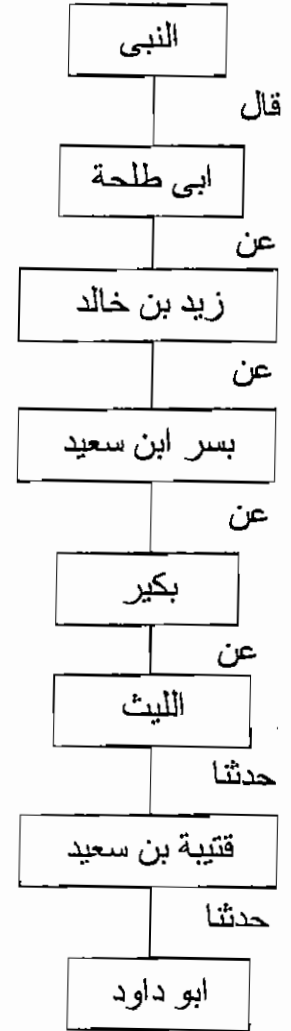 النبى
قال
ابى طلحة
عن
زيد بن خالد
عن
بسر ابن سعيد
عن
بكير
عن
الليث
حدثنا
قتيبة بن سعيد
حدثنا
ابو داود